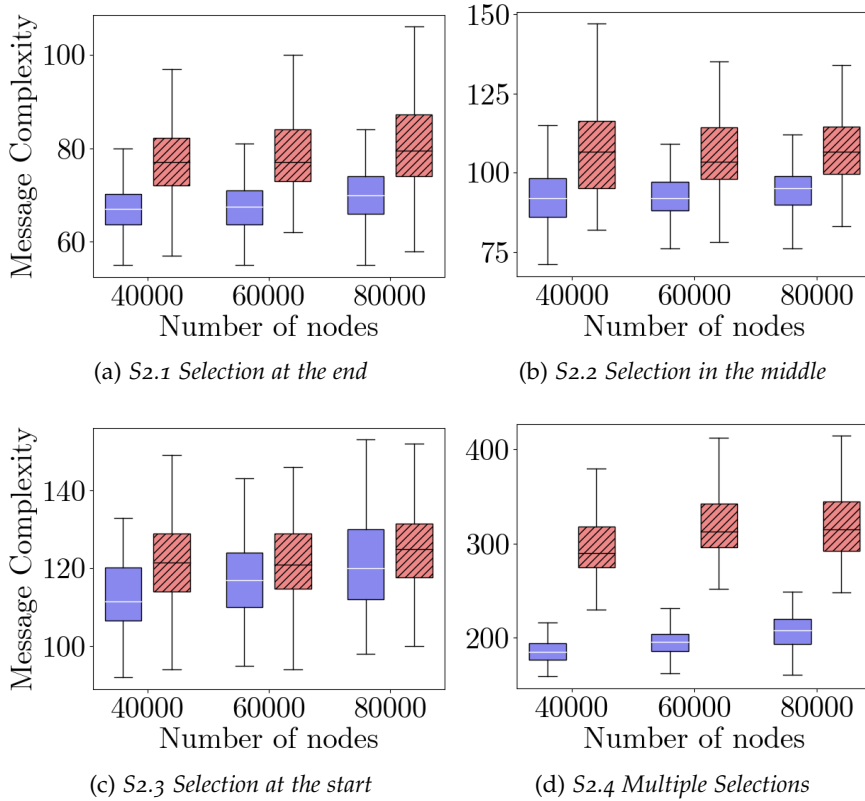 Message Complexity
100
80
60
40000 60000 80000
Number of nodes
(a) S2.1 Selection at the end
150
125
100
75
40000 60000 80000
Number of nodes
(b) S2.2 Selection in the middle
Message Complexity
140
120
100
40000 60000 80000
Number of nodes
(c) S2.3 Selection at the start
400
300
200
40000 60000 80000
Number of nodes
(d) S2.4 Multiple Selections